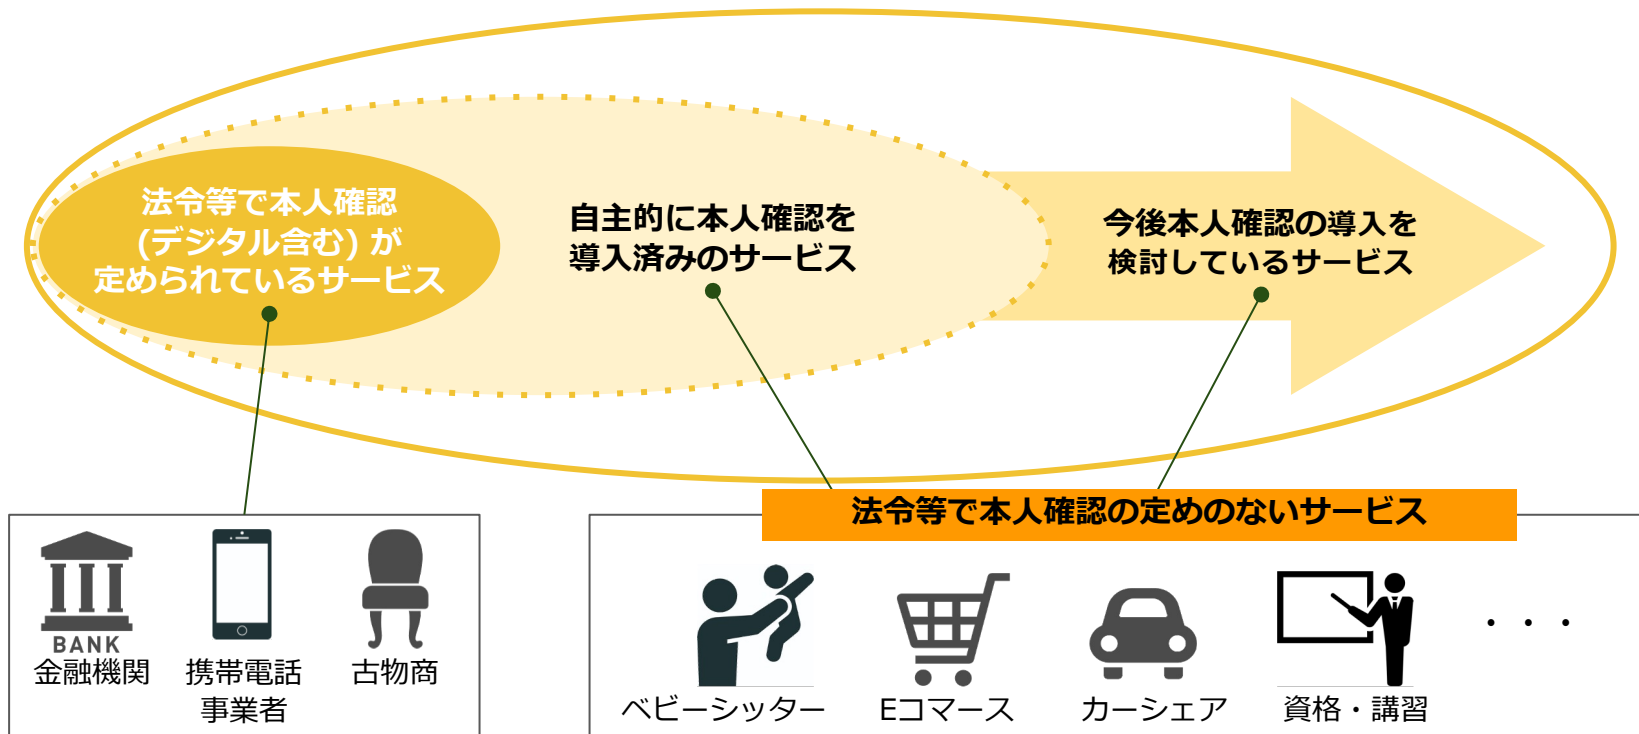 法令等で本人確認
(デジタル含む) が
定められているサービス
自主的に本人確認を
導入済みのサービス
今後本人確認の導入を
検討しているサービス
法令等で本人確認の定めのないサービス
BANK
金融機関
携帯電話
事業者
古物商
ベビーシッター
Eコマース
カーシェア
資格・講習
・・・